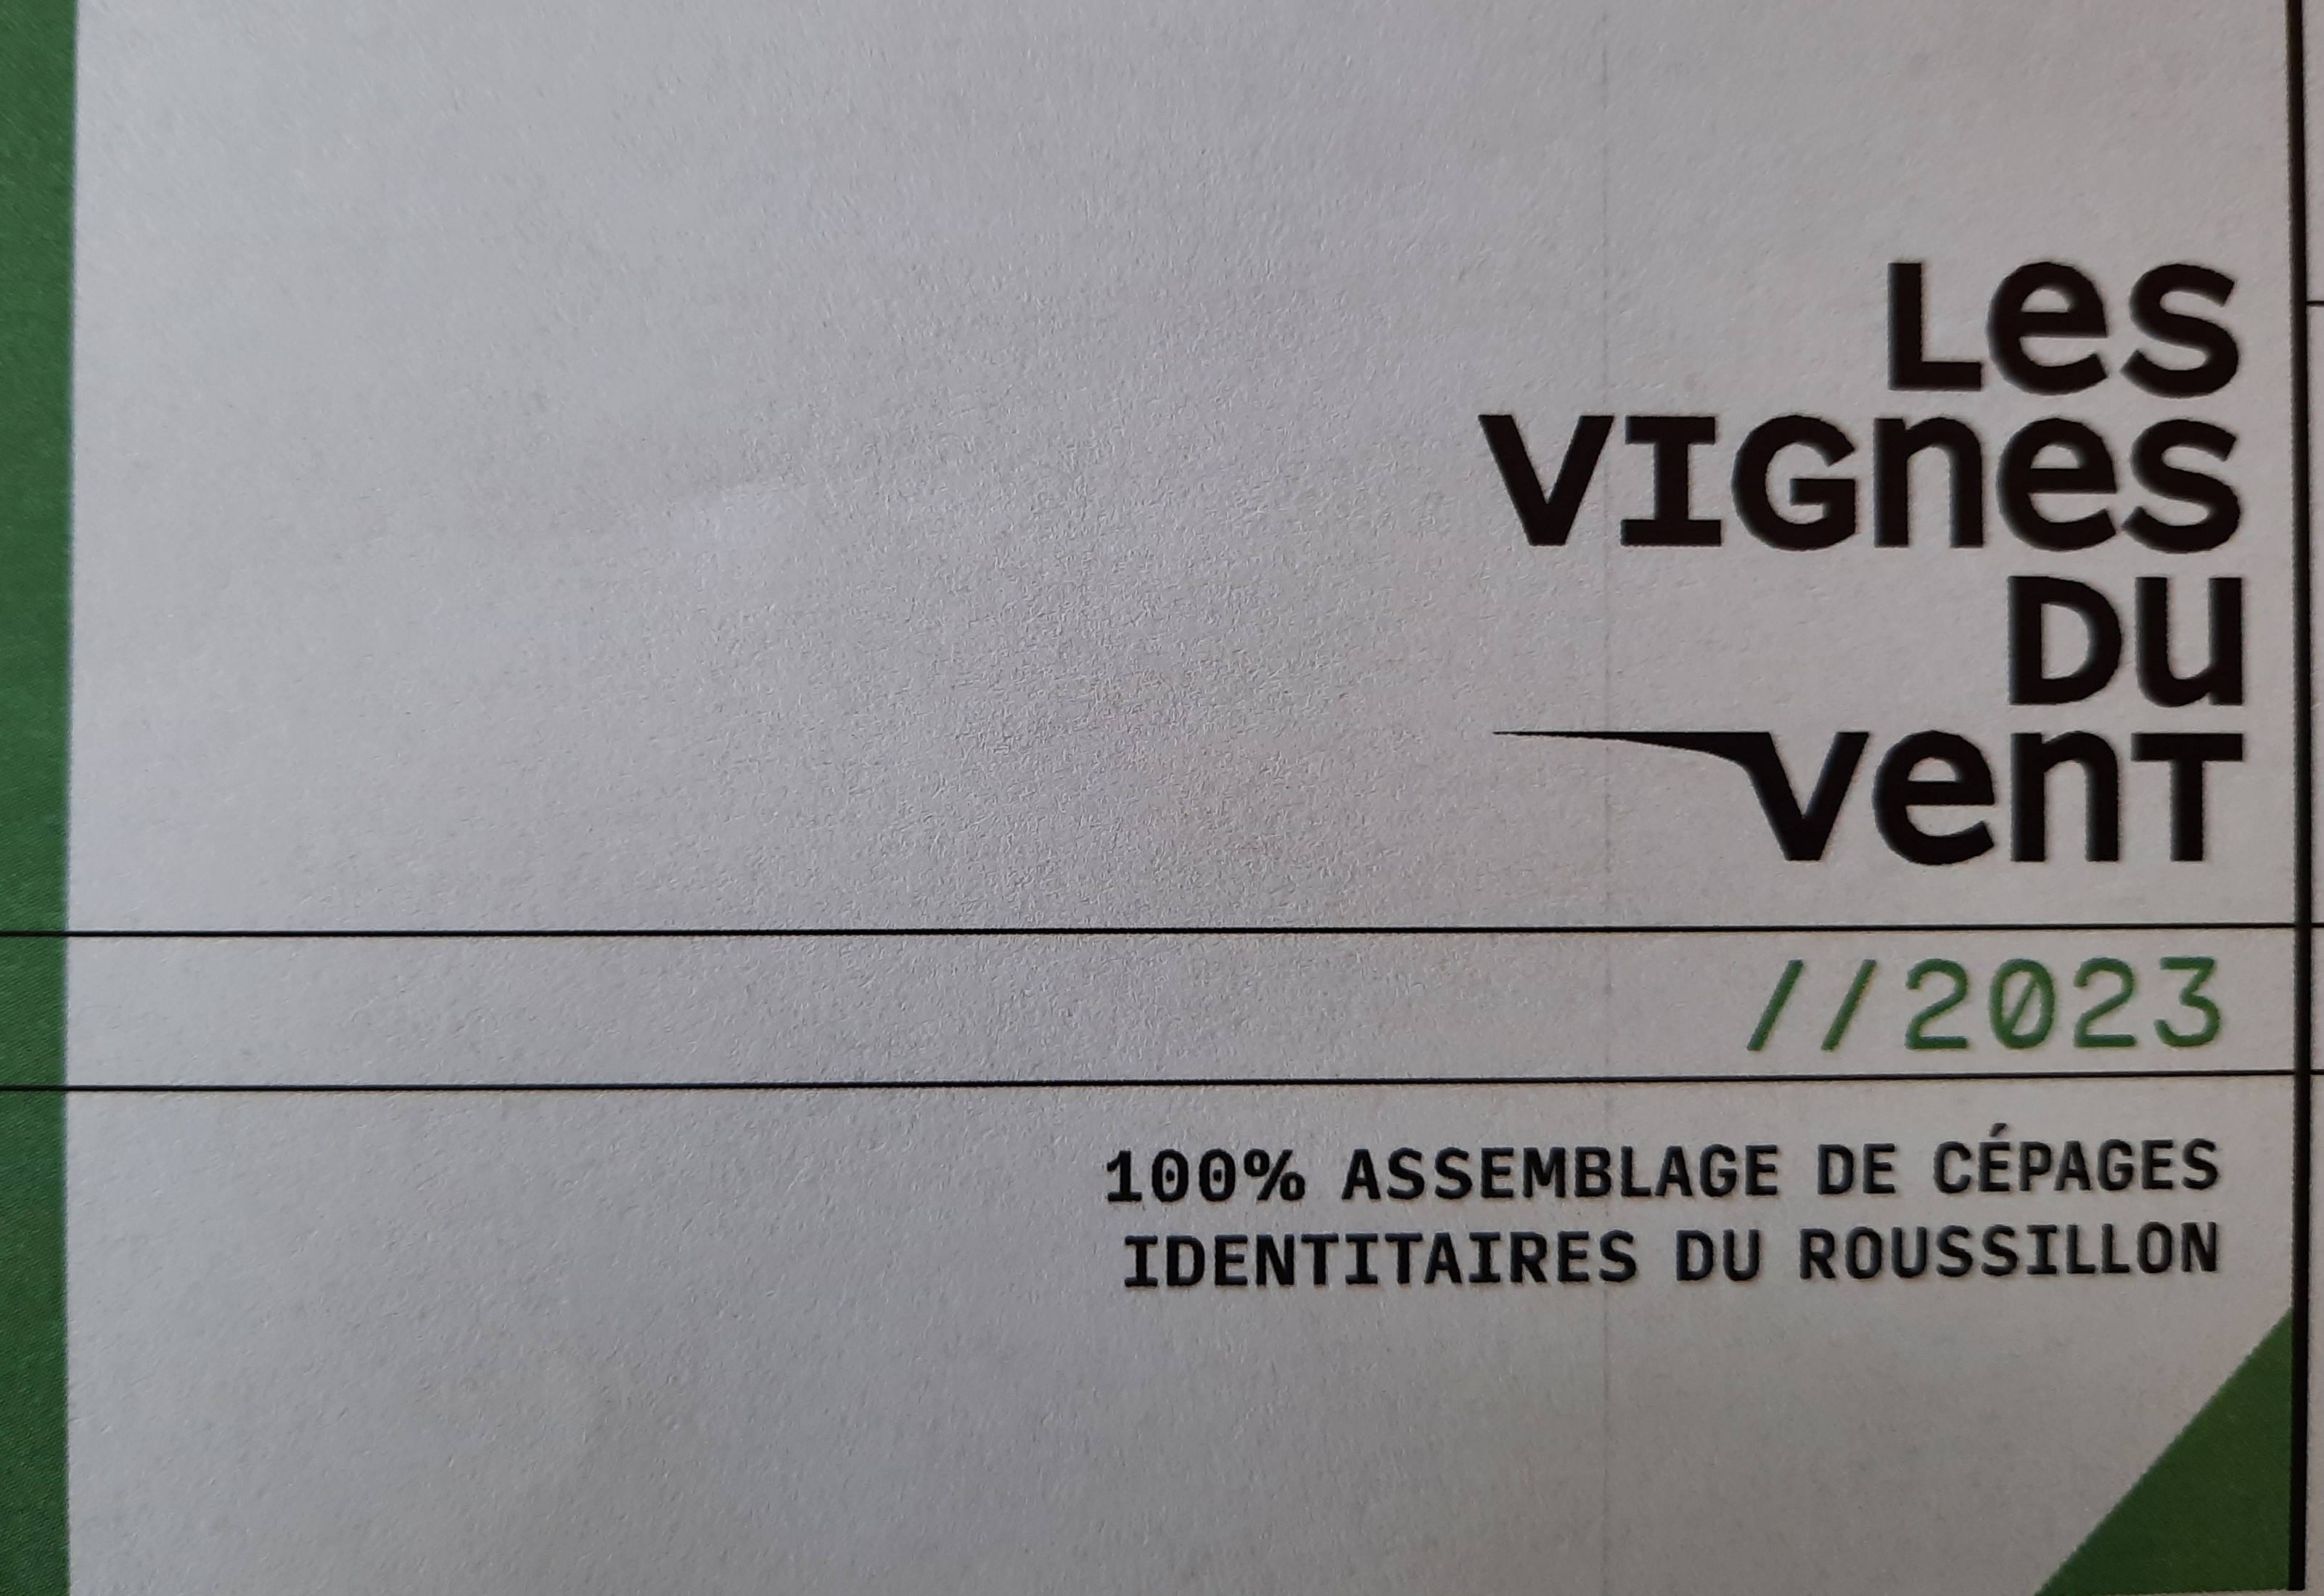 Les
VIGnes
DU
venT
//2023
100% ASSEMBLAGE DE CÉPAGES
IDENTITAIRES DU ROUSSILLON